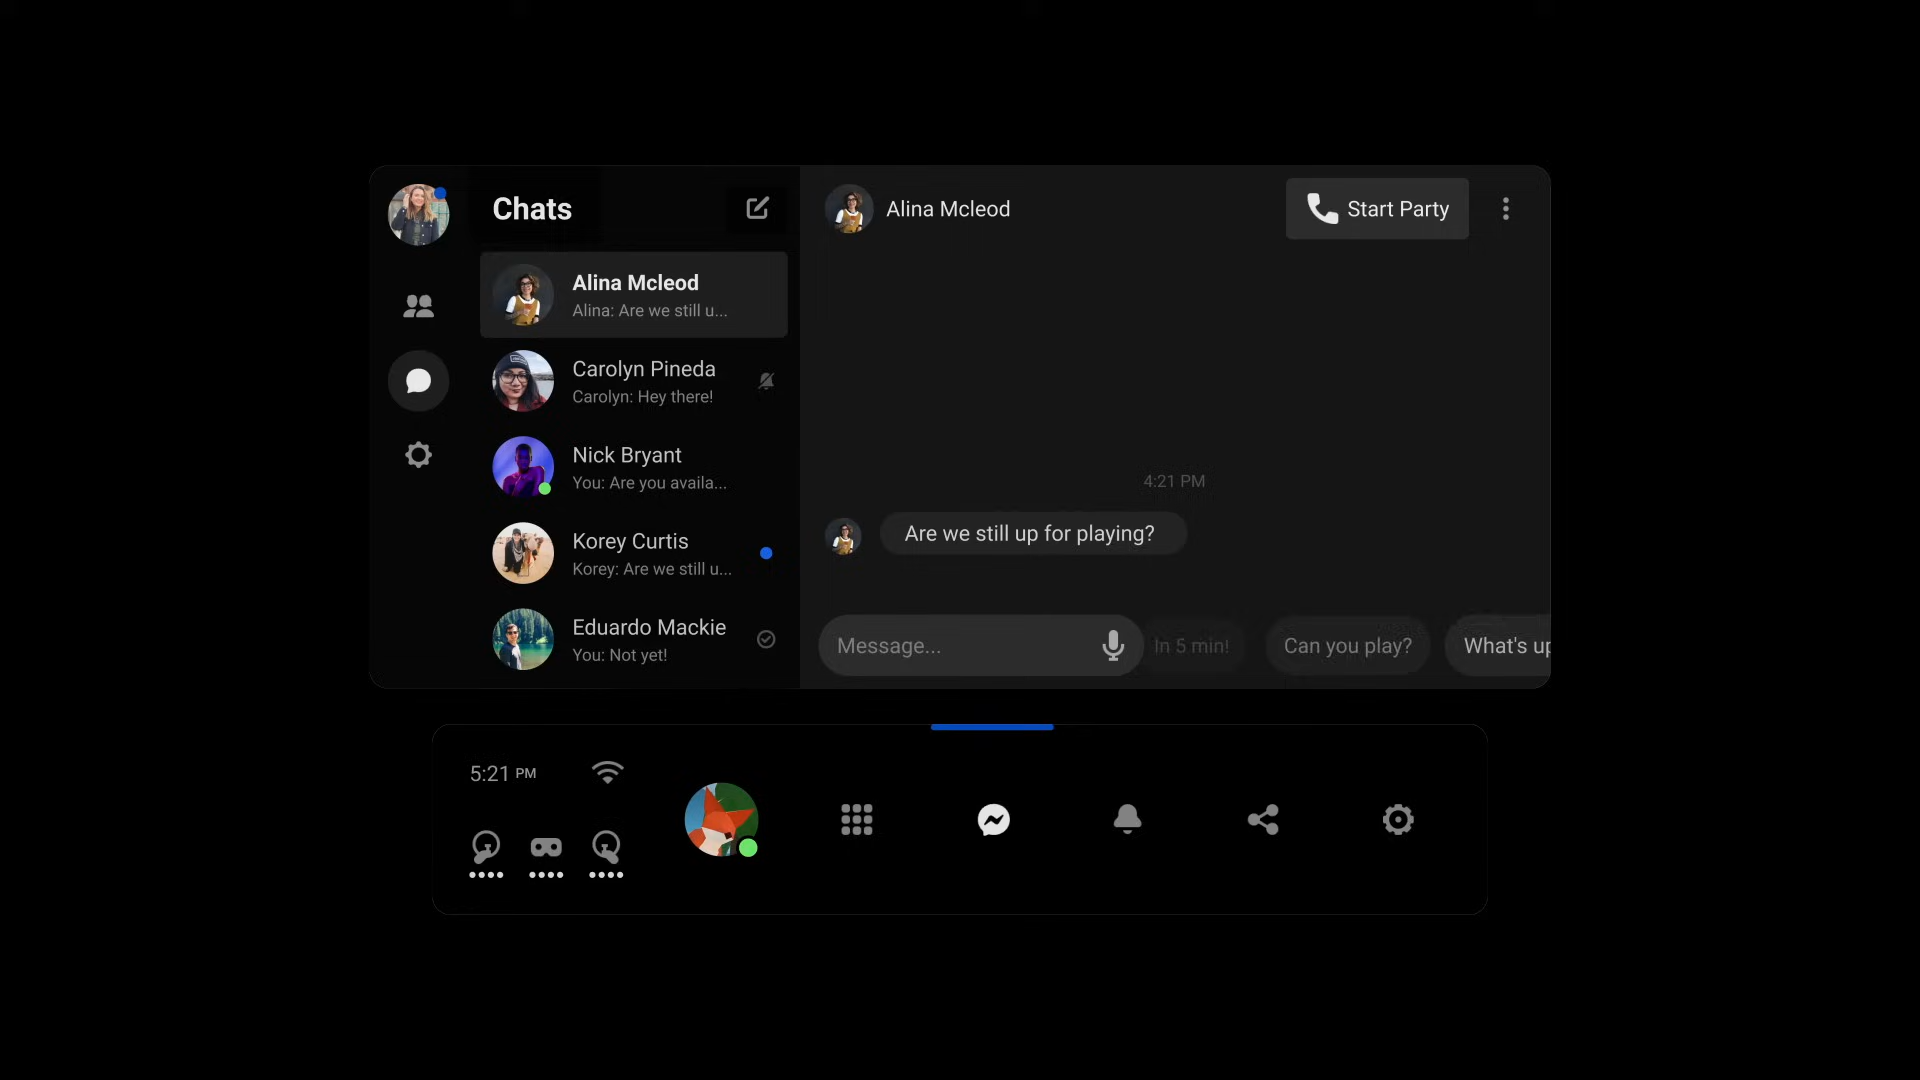 Chats
Alina Mcleod
Alina: Are we still u...
Carolyn Pineda
Carolyn: Hey there!
Nick Bryant
You: Are you availa...
Korey Curtis
Korey: Are we still u...
Eduardo Mackie
You: Not yet!
Alina Mcleod
Start Party
4:21 PM
Are we still up for playing?
Message...
In 5 min!
Can you play?
What's up
5:21 PM